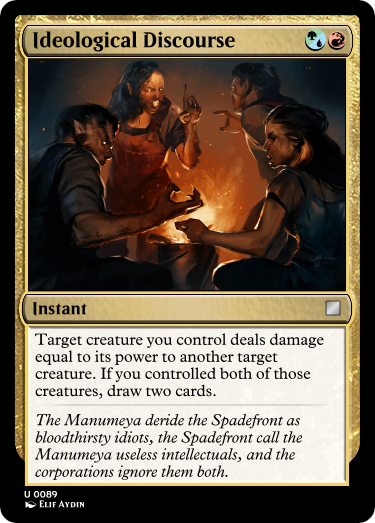 Ideological Discourse
Instant
Target creature you control deals damage
equal to its power to another target
creature. If you controlled both of those
creatures, draw two cards.
The Manumeya deride the Spadefront as
bloodthirsty idiots, the Spadefront call the
Manumeya useless intellectuals, and the
corporations ignore them both.
U 0089
Elif Aydin